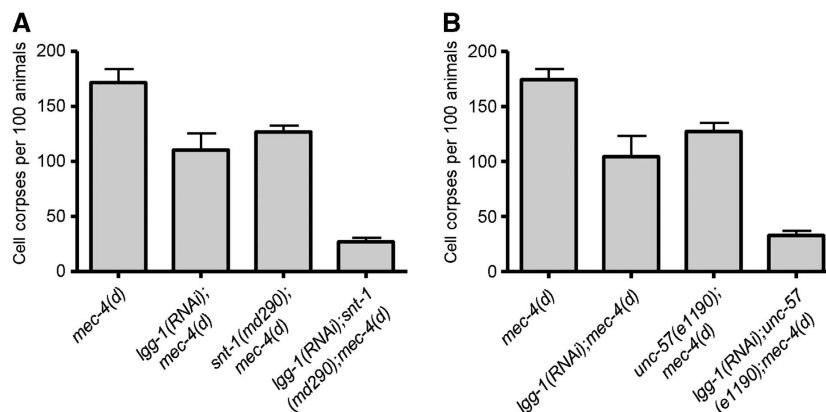 A
Cell corpses per 100 animals
200
150
100
50
0
mec-4(d)
lgg-1(RNAi);
mec-4(d)
snt-1(md290);
mec-4(d)
lgg-1(RNAi);snt-1
(md290);mec-4(d)
B
Cell corpses per 100 animals
200
150
100
50
0
mec-4(d)
lgg-1(RNAi);mec-4(d)
unc-57(e1190);
mec-4(d)
lgg-1(RNAi);unc-57
(e1190);mec-4(d)